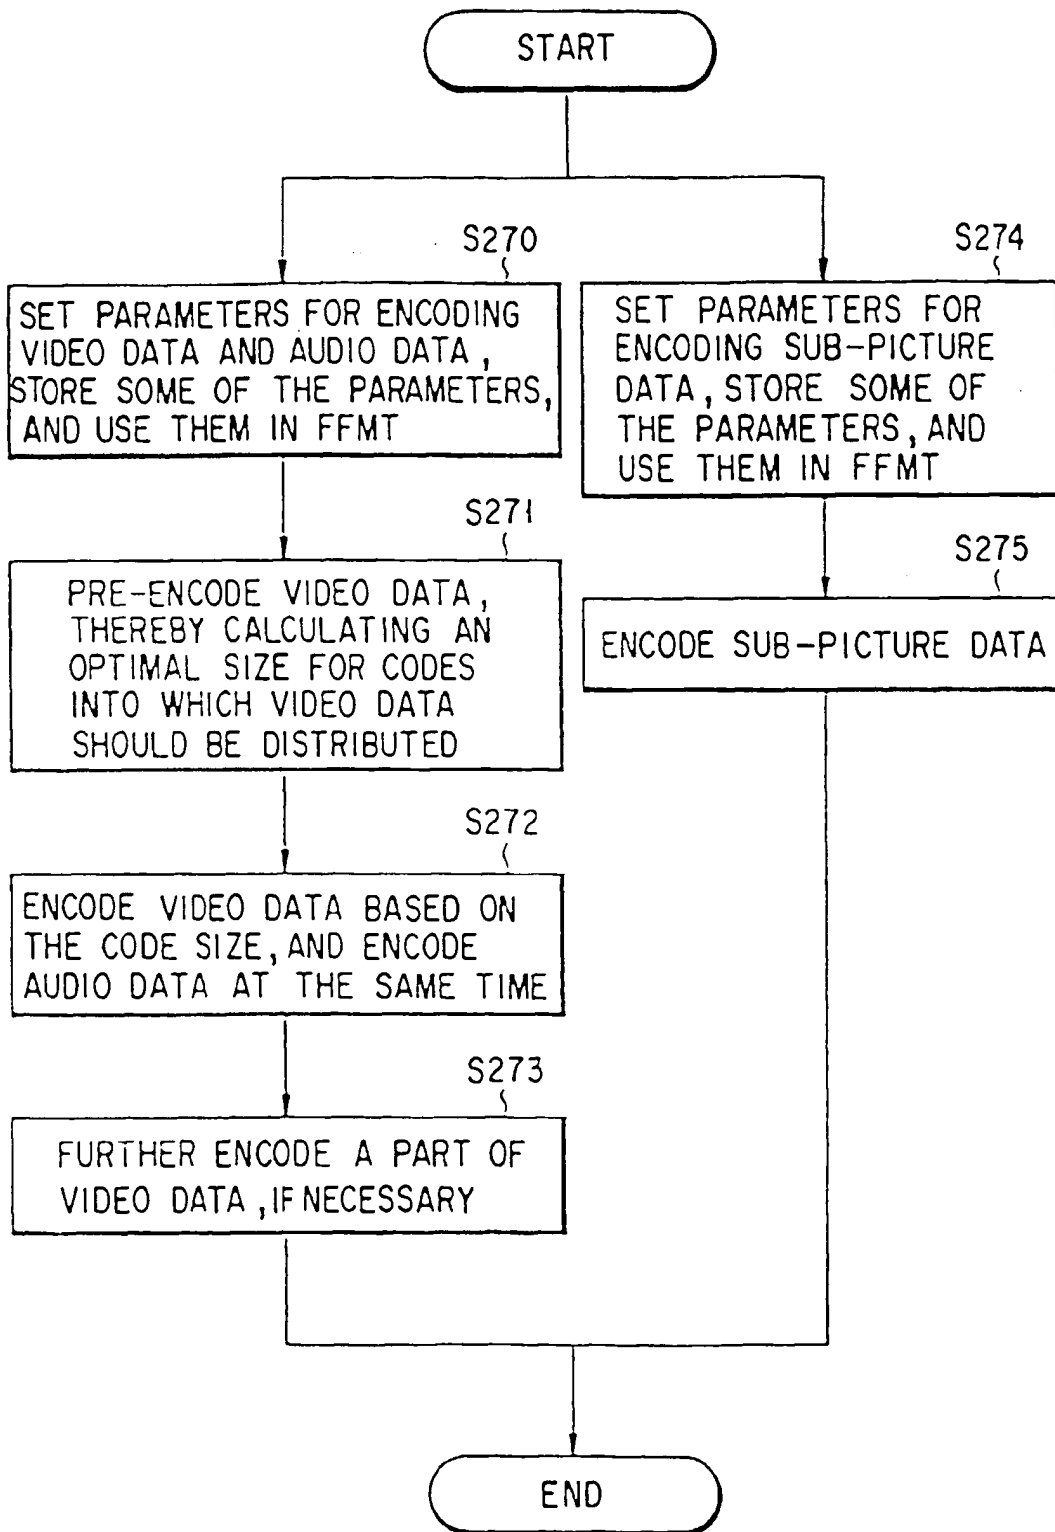 START
S270
SET PARAMETERS FOR ENCODING
VIDEO DATA AND AUDIO DATA,
STORE SOME OF THE PARAMETERS,
AND USE THEM IN FFMT
S271
PRE-ENCODE VIDEO DATA,
THEREBY CALCULATING AN
OPTIMAL SIZE FOR CODES
INTO WHICH VIDEO DATA
SHOULD BE DISTRIBUTED
S272
ENCODE VIDEO DATA BASED ON
THE CODE SIZE, AND ENCODE
AUDIO DATA AT THE SAME TIME
S273
FURTHER ENCODE A PART OF
VIDEO DATA, IF NECESSARY
S274
SET PARAMETERS FOR
ENCODING SUB-PICTURE
DATA, STORE SOME OF
THE PARAMETERS, AND
USE THEM IN FFMT
S275
ENCODE SUB-PICTURE DATA
END